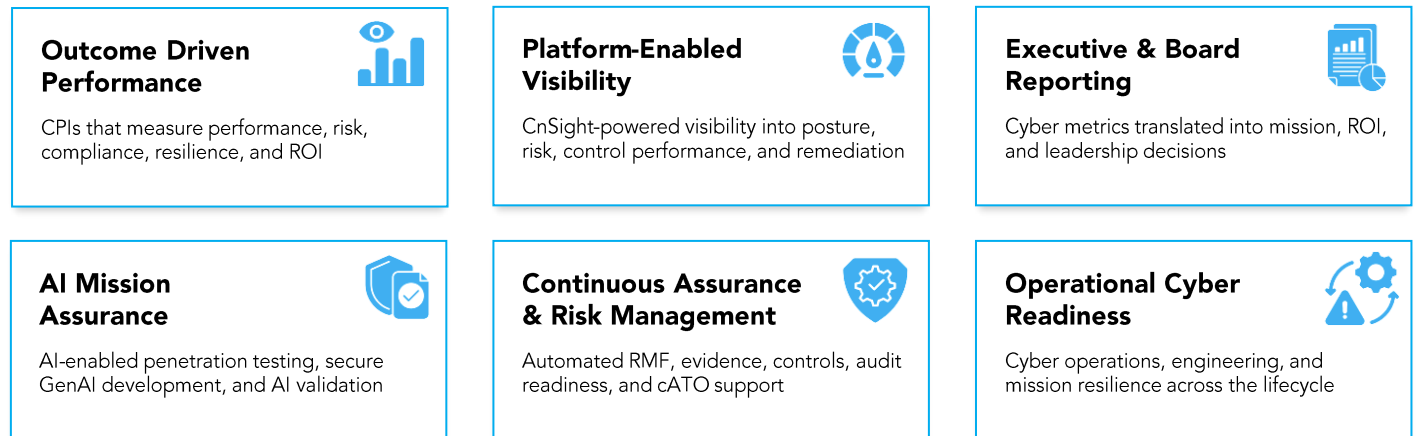 Outcome Driven
Performance
CPIs that measure performance, risk,
compliance, resilience, and ROI
Platform-Enabled
Visibility
CnSight-powered visibility into posture,
risk, control performance, and remediation
Executive & Board
Reporting
Cyber metrics translated into mission, ROI,
and leadership decisions
AI Mission
Assurance
AI-enabled penetration testing, secure
GenAI development, and AI validation
Continuous Assurance
& Risk Management
Automated RMF, evidence, controls, audit
readiness, and cATO support
Operational Cyber
Readiness
Cyber operations, engineering, and
mission resilience across the lifecycle